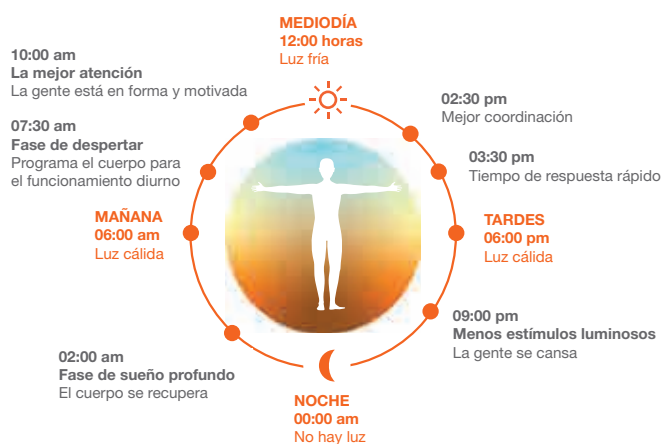 MEDIODÍA
12:00 horas
Luz fría
10:00 am
La mejor atención
La gente está en forma y motivada
07:30 am
Fase de despertar
Programa el cuerpo para
el funcionamiento diurno
MAÑANA
06:00 am
Luz cálida
02:00 am
Fase de sueño profundo
El cuerpo se recupera
02:30 pm
Mejor coordinación
03:30 pm
Tiempo de respuesta rápido
TARDES
06:00 pm
Luz cálida
09:00 pm
Menos estímulos luminosos
La gente se cansa
NOCHE
00:00 am
No hay luz